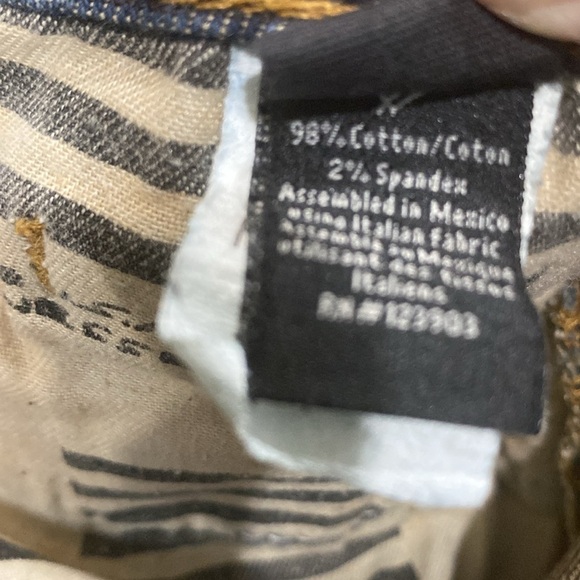 98% Cotton/Coton
2% Spandex
Assembled in Mexico
using Italian Fabric
Assemble au Mexique
utilisant des tissus
Italiens
RN#123903